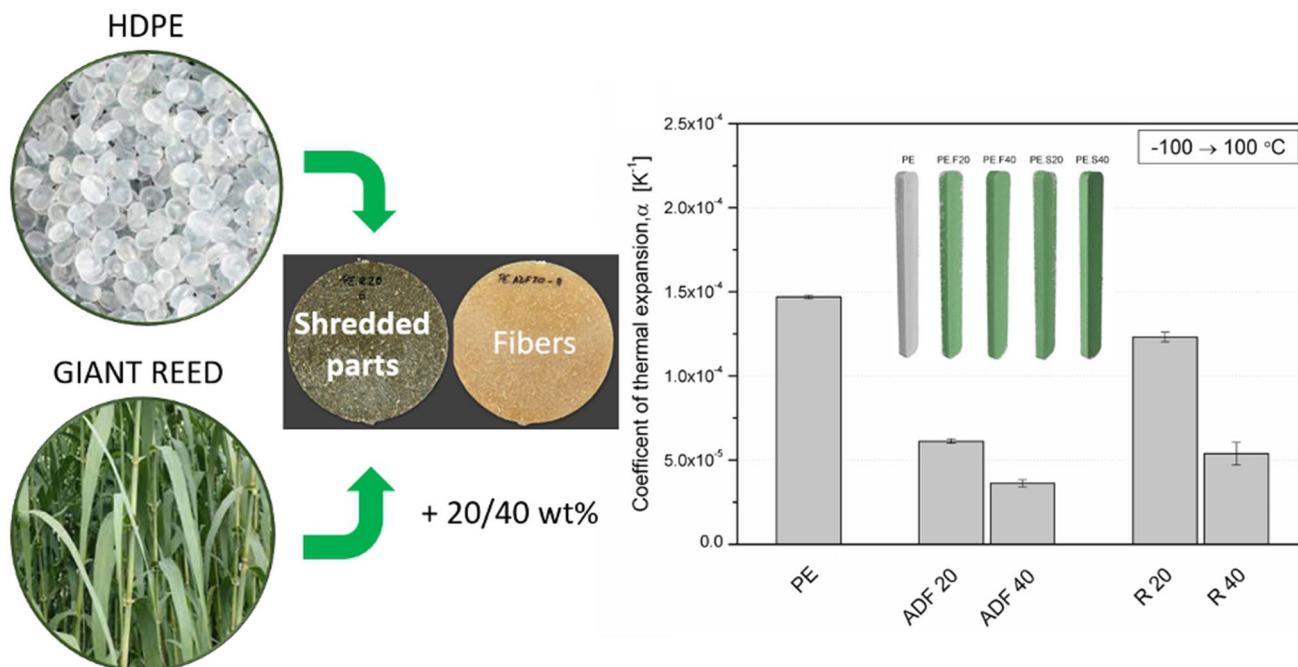 HDPE
GIANT REED
PE R20
Shredded
parts
PE ADF20
Fibers
+ 20/40 wt%
Coefficent of thermal expansion,α [K⁻¹]
2.5x10⁻⁴
2.0x10⁻⁴
1.5x10⁻⁴
1.0x10⁻⁴
5.0x10⁻⁵
0.0
-100 → 100 °C
PE
PE.F20
PE.F40
PE.S20
PE.S40
PE
ADF 20
ADF 40
R 20
R 40